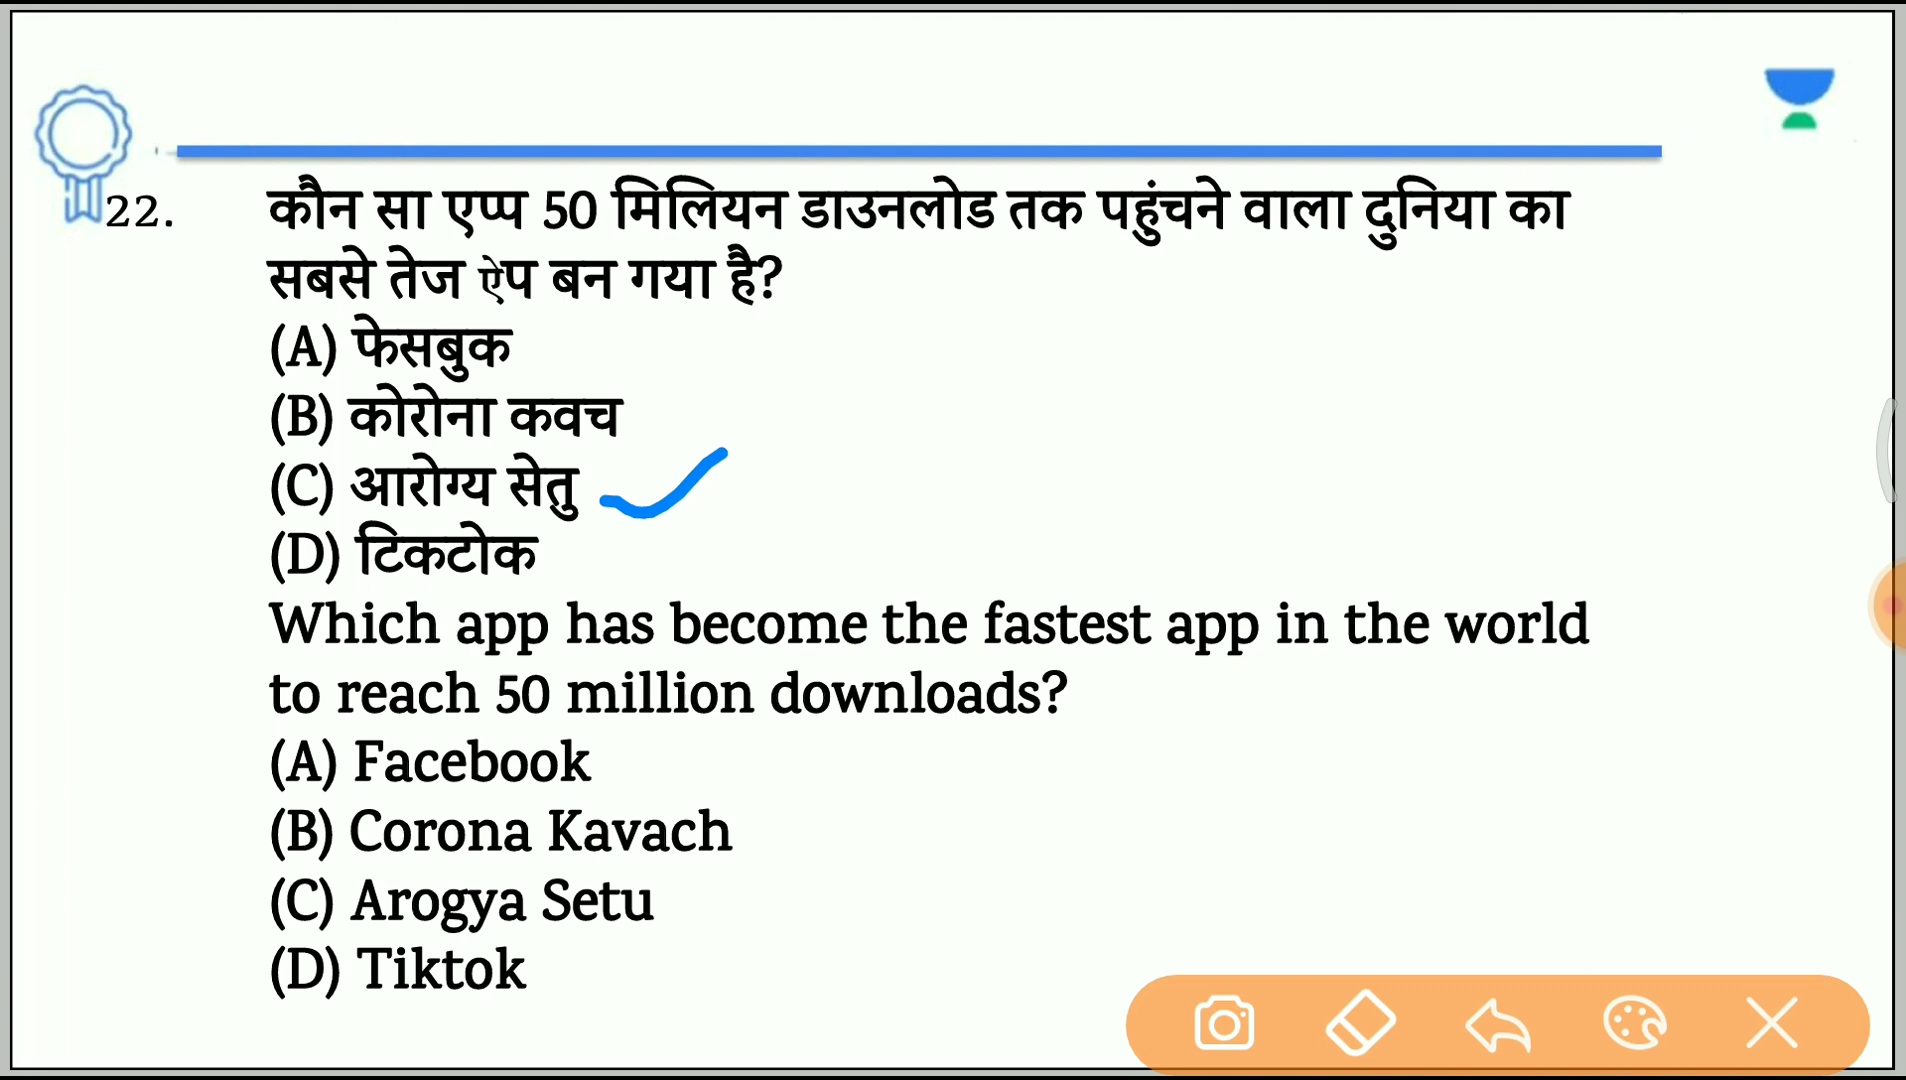 22. कौन सा एप्प 50 मिलियन डाउनलोड तक पहुंचने वाला दुनिया का
सबसे तेज ऐप बन गया है?
(A) फेसबुक
(B) कोरोना कवच
(C) आरोग्य सेतु
(D) टिकटोक
Which app has become the fastest app in the world
to reach 50 million downloads?
(A) Facebook
(B) Corona Kavach
(C) Arogya Setu
(D) Tiktok